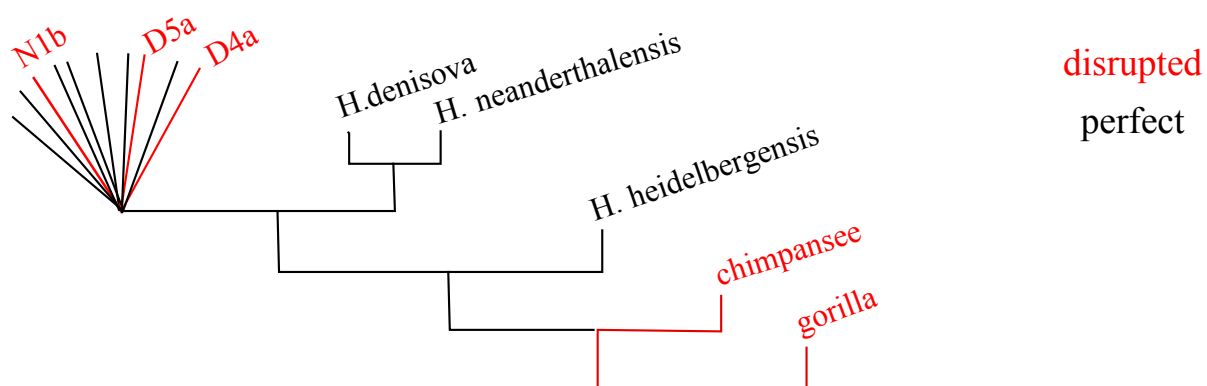 N1b
D5a
D4a
H.denisova
H. neanderthalensis
H. heidelbergensis
chimpansee
gorilla
disrupted
perfect